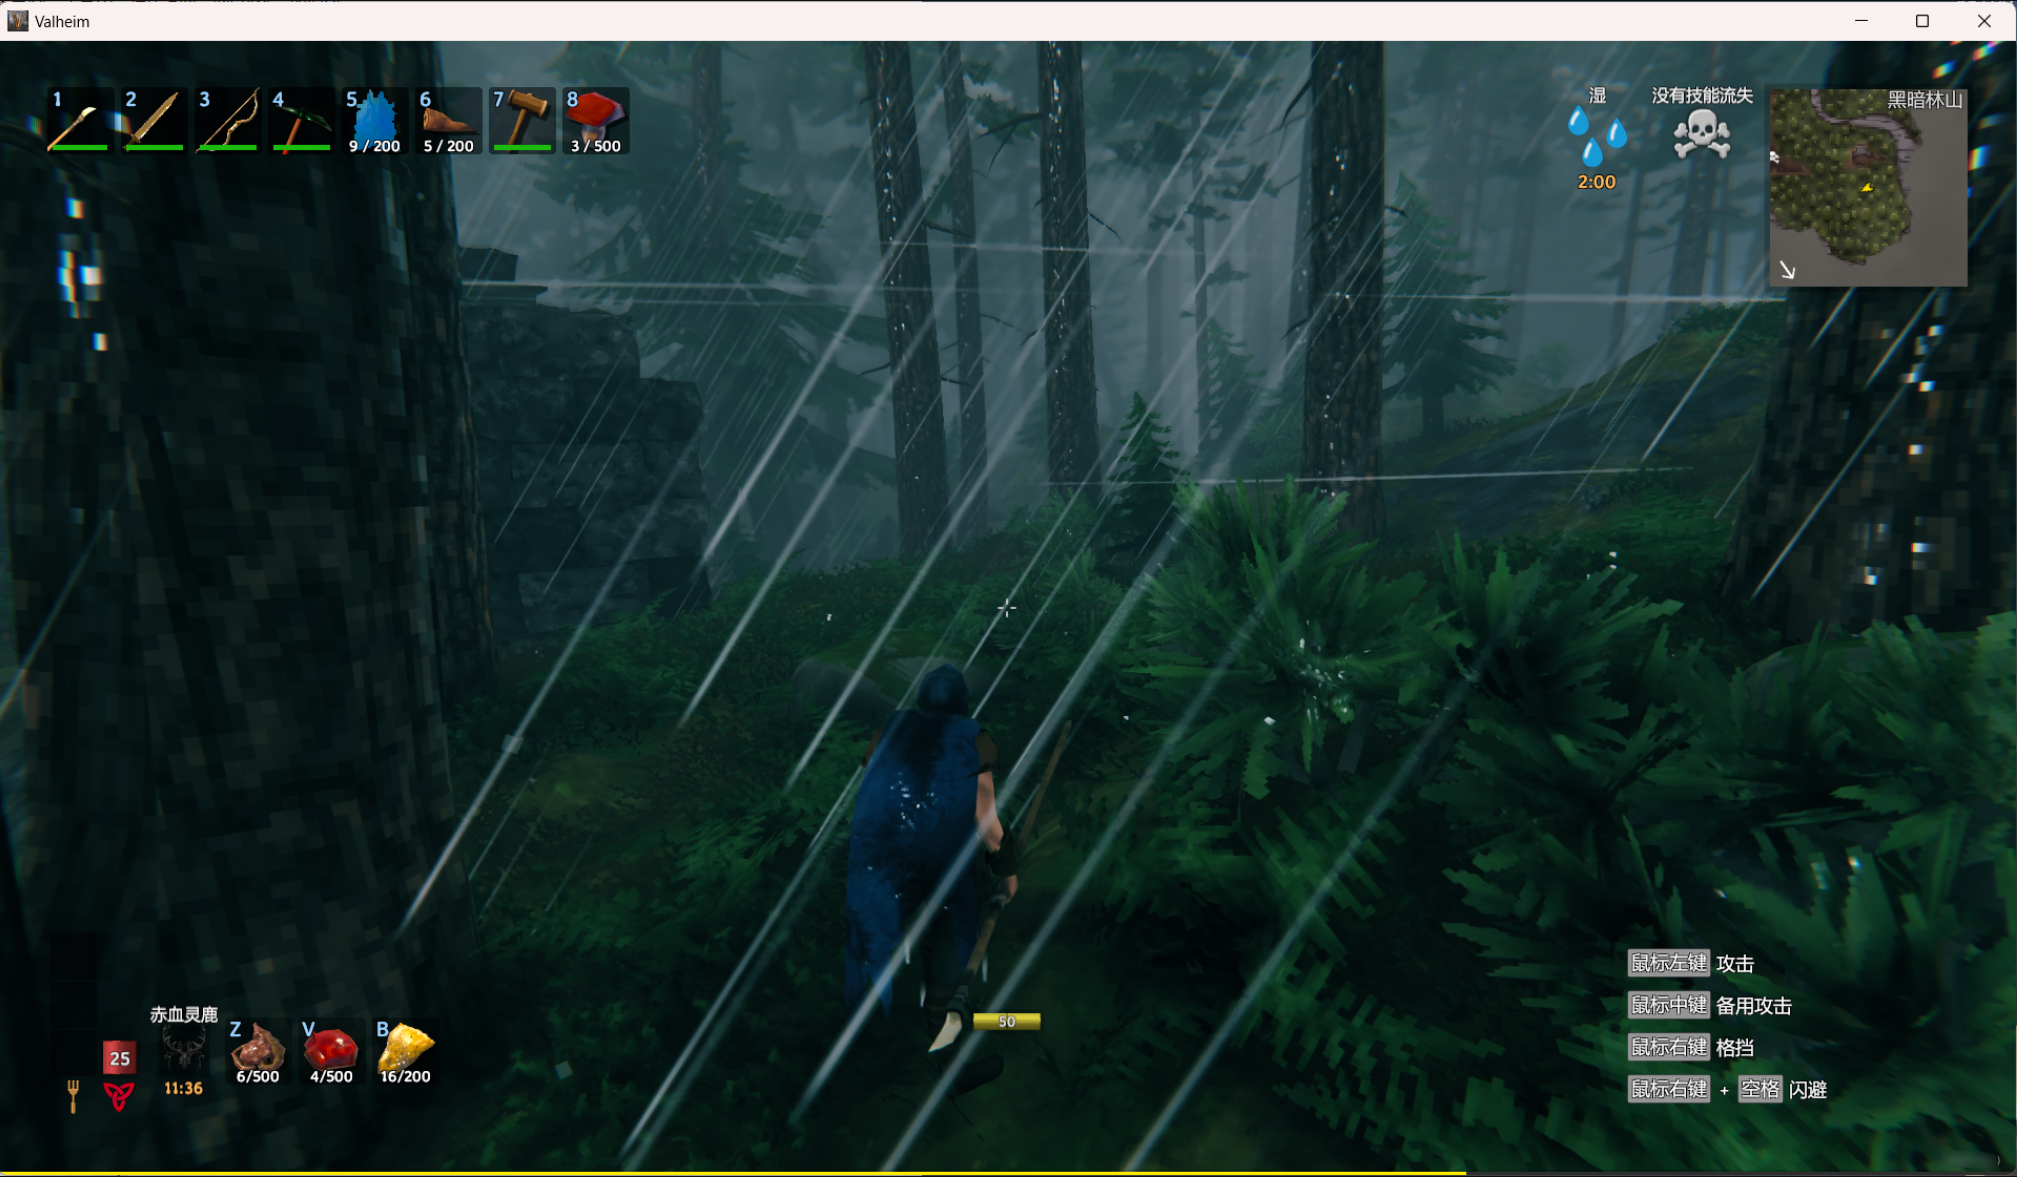 Valheim
1 2 3 4 5 6 7 8
9 / 200 5 / 200 3 / 500
湿 没有技能流失 黑暗林山
2:00
鼠标左键 攻击
鼠标中键 备用攻击
鼠标右键 格挡
鼠标右键 + 空格 闪避
赤血灵鹿
Z V B
50
25
6/500 4/500 16/200
11:36